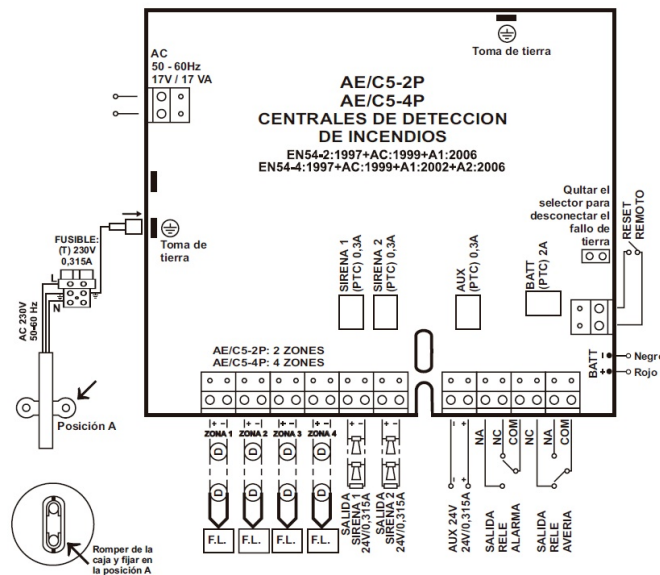 AC
50 - 60Hz
17V / 17 VA
Toma de tierra
AE/C5-2P
AE/C5-4P
CENTRALES DE DETECCION
DE INCENDIOS
EN54-2:1997+AC:1999+A1:2006
EN54-4:1997+AC:1999+A1:2002+A2:2006
Quitar el
selector para
desconectar el
fallo de
tierra
RESET
REMOTO
FUSIBLE:
(T) 230V
0,315A
Toma de
tierra
L
N
AC 230V
50-60 Hz
SIRENA 1
(PTC) 0,3A
SIRENA 2
(PTC) 0,3A
AUX
(PTC) 0,3A
BATT
(PTC) 2A
BATT
- Negro
+ Rojo
AE/C5-2P: 2 ZONES
AE/C5-4P: 4 ZONES
Posición A
+ - + - + - + - + - + - - +
ZONA 1 ZONA 2 ZONA 3 ZONA 4
NA NC COM NC NA COM
D D D D
D D D D
F.L. F.L. F.L. F.L.
SALIDA
SIRENA 1
24V/0,315A
SALIDA
SIRENA 2
24V/0,315A
- +
AUX 24V
24V/0,315A
SALIDA
RELE
ALARMA
SALIDA
RELE
AVERIA
Romper de la
caja y fijar en
la posición A